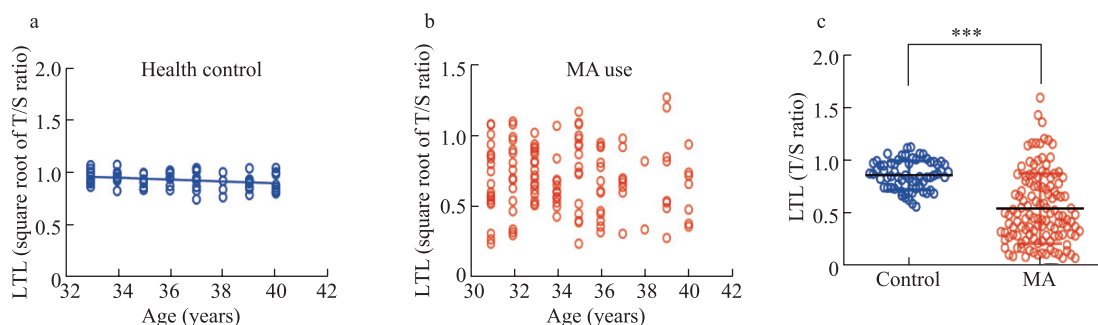 a
Health control
LTL (square root of T/S ratio)
2.0
1.5
1.0
0.5
0
32 34 36 38 40 42
Age (years)
b
MA use
LTL (square root of T/S ratio)
1.5
1.0
0.5
0
30 32 34 36 38 40 42
Age (years)
c
***
LTL (T/S ratio)
2.0
1.5
1.0
0.5
0
Control MA